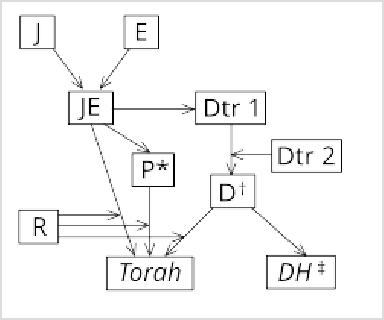 J E
JE Dtr 1
P* Dtr 2
D†
R
Torah DH‡